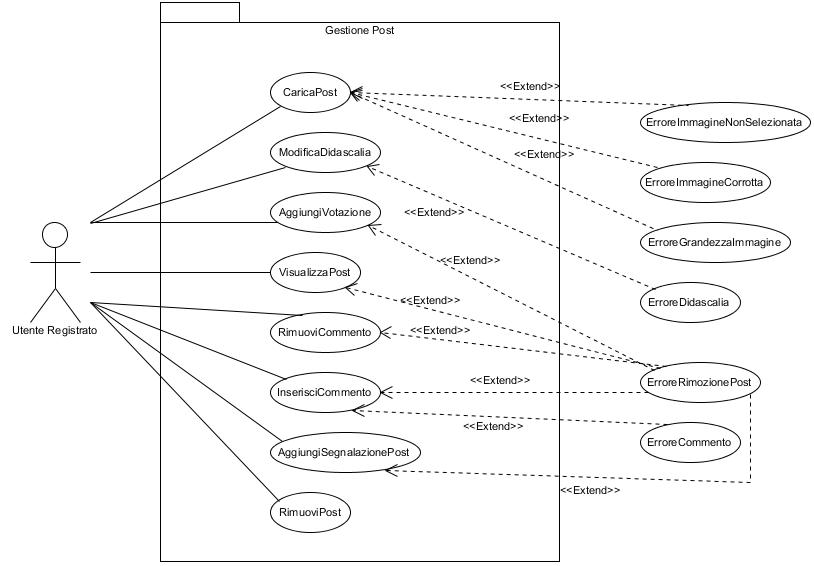 Gestione Post
CaricaPost
<<Extend>>
ErroreImmagineNonSelezionata
<<Extend>>
ModificaDidascalia
<<Extend>>
ErroreImmagineCorrotta
AggiungiVotazione
<<Extend>>
ErroreGrandezzaImmagine
VisualizzaPost
<<Extend>>
<<Extend>>
ErroreDidascalia
Utente Registrato
RimuoviCommento
<<Extend>>
InserisciCommento
<<Extend>>
ErroreRimozionePost
<<Extend>>
ErroreCommento
AggiungiSegnalazionePost
<<Extend>>
RimuoviPost